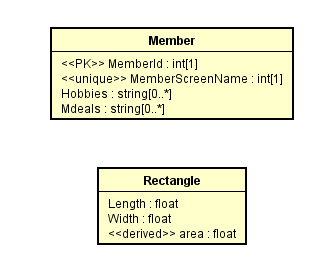 Member
<<PK>> MemberId : int[1]
<<unique>> MemberScreenName : int[1]
Hobbies : string[0..*]
Mdeals : string[0..*]
Rectangle
Length : float
Width : float
<<derived>> area : float